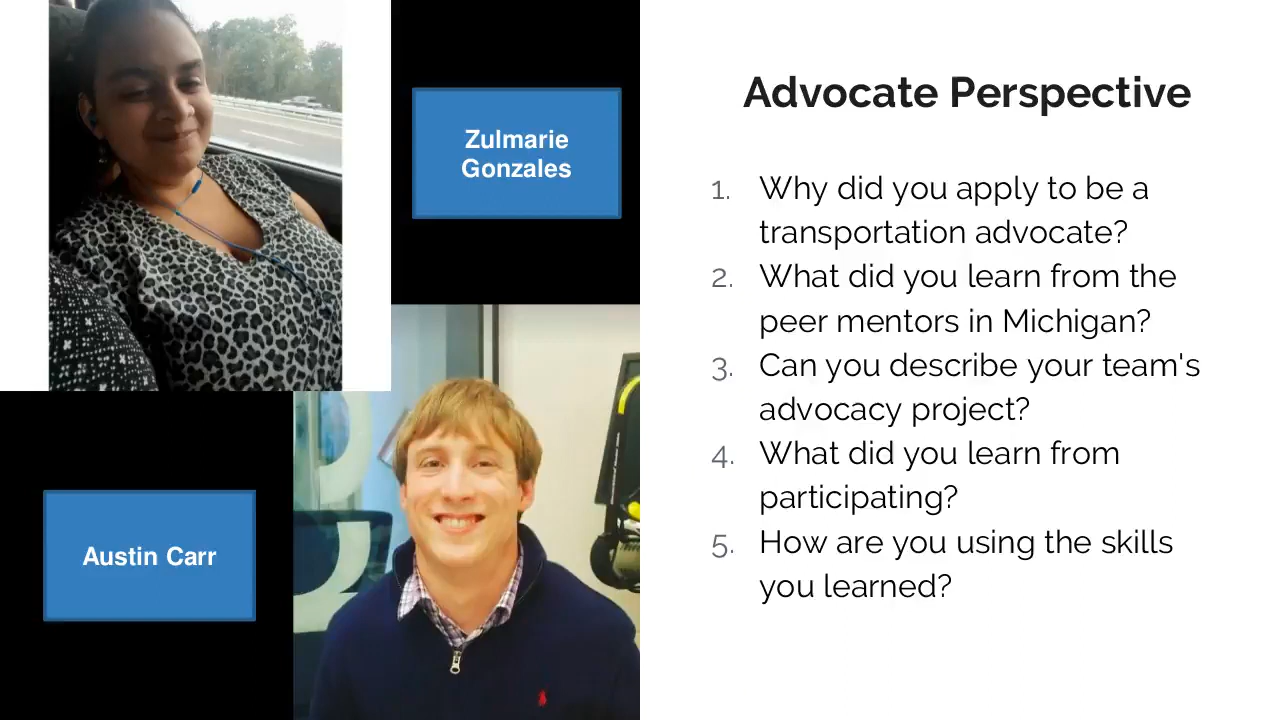 Zulmarie
Gonzales
Austin Carr
Advocate Perspective
1. Why did you apply to be a
transportation advocate?
2. What did you learn from the
peer mentors in Michigan?
3. Can you describe your team's
advocacy project?
4. What did you learn from
participating?
5. How are you using the skills
you learned?